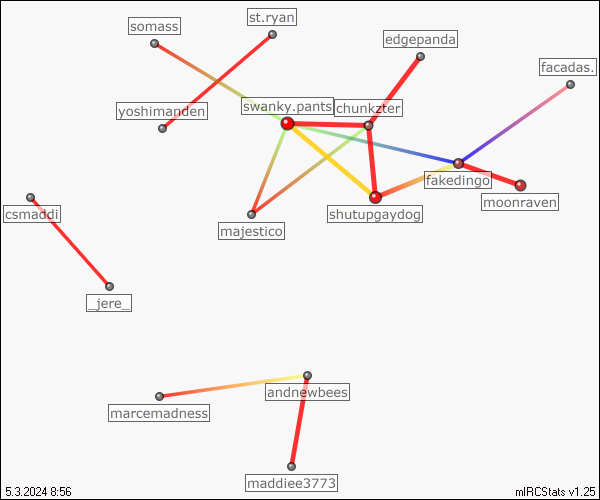 st.ryan
somass
edgepanda
facadas.
swanky.pants
chunkzter
yoshimanden
fakedingo
moonraven
csmaddi
shutupgaydog
majestico
_jere_
andnewbees
marcemadness
maddiee3773
5.3.2024 8:56
mIRCStats v1.25